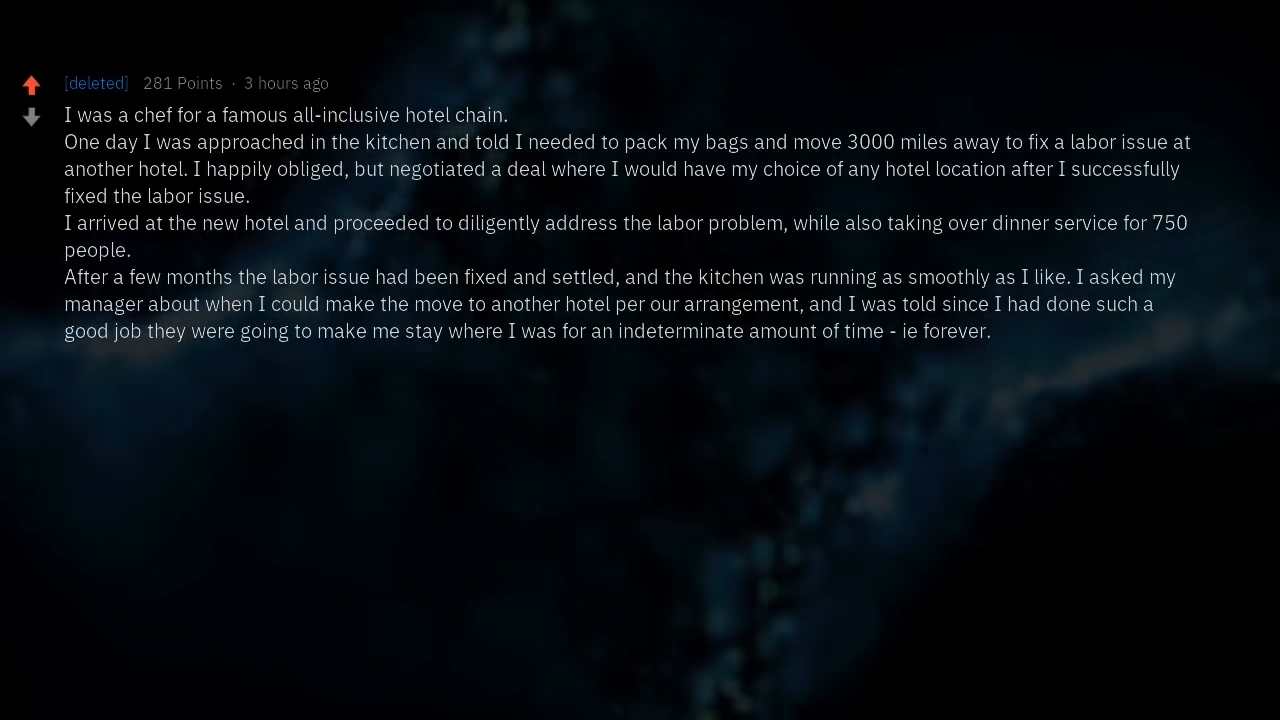 [deleted] 281 Points · 3 hours ago
I was a chef for a famous all-inclusive hotel chain.
One day I was approached in the kitchen and told I needed to pack my bags and move 3000 miles away to fix a labor issue at
another hotel. I happily obliged, but negotiated a deal where I would have my choice of any hotel location after I successfully
fixed the labor issue.
I arrived at the new hotel and proceeded to diligently address the labor problem, while also taking over dinner service for 750
people.
After a few months the labor issue had been fixed and settled, and the kitchen was running as smoothly as I like. I asked my
manager about when I could make the move to another hotel per our arrangement, and I was told since I had done such a
good job they were going to make me stay where I was for an indeterminate amount of time - ie forever.